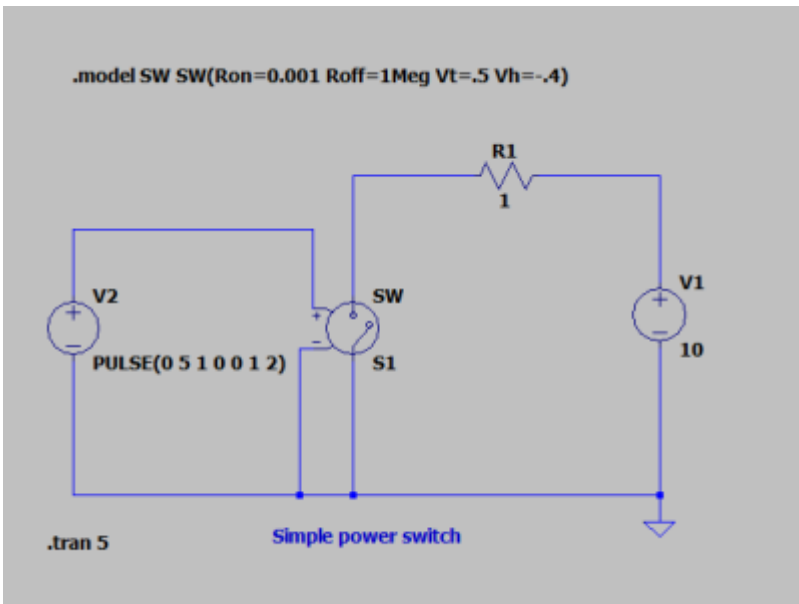 .model SW SW(Ron=0.001 Roff=1Meg Vt=.5 Vh=-.4)
R1
1
V2
+
−
PULSE(0 5 1 0 0 1 2)
+
−
SW
S1
V1
+
−
10
.tran 5
Simple power switch